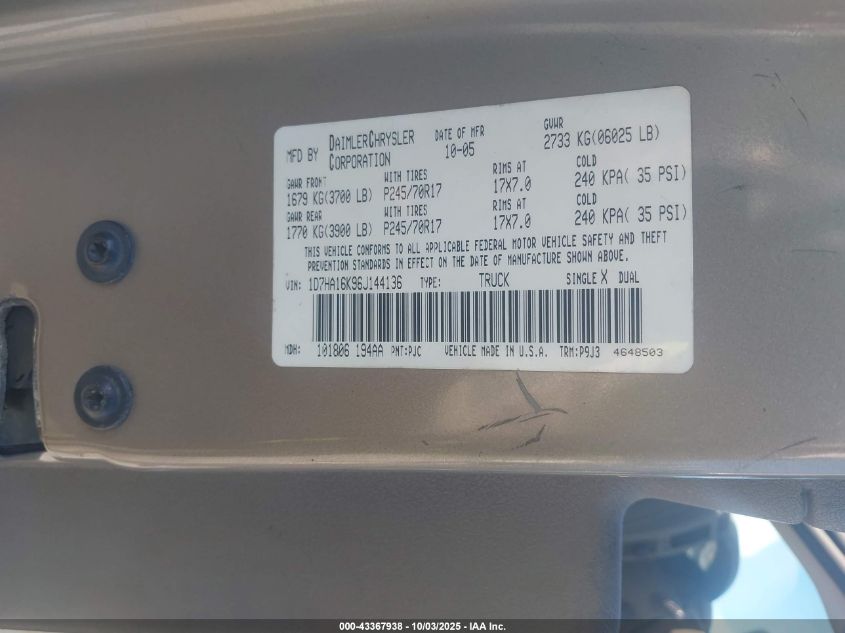 MFD BY DAIMLERCHRYSLER CORPORATION DATE OF MFR 10-05 GVWR 2733 KG(06025 LB)
GAWR FRONT WITH TIRES RIMS AT COLD
1679 KG(3700 LB) P245/70R17 17X7.0 240 KPA( 35 PSI)
GAWR REAR WITH TIRES RIMS AT COLD
1770 KG(3900 LB) P245/70R17 17X7.0 240 KPA( 35 PSI)
THIS VEHICLE CONFORMS TO ALL APPLICABLE FEDERAL MOTOR VEHICLE SAFETY AND THEFT
PREVENTION STANDARDS IN EFFECT ON THE DATE OF MANUFACTURE SHOWN ABOVE.
VIN: 1D7HA16K96J144136 TYPE: TRUCK SINGLE X DUAL
MDH: 101806 194AA PNT:PJC VEHICLE MADE IN U.S.A. TRM:P9J3 4648503
000-43367938 - 10/03/2025 - IAA Inc.